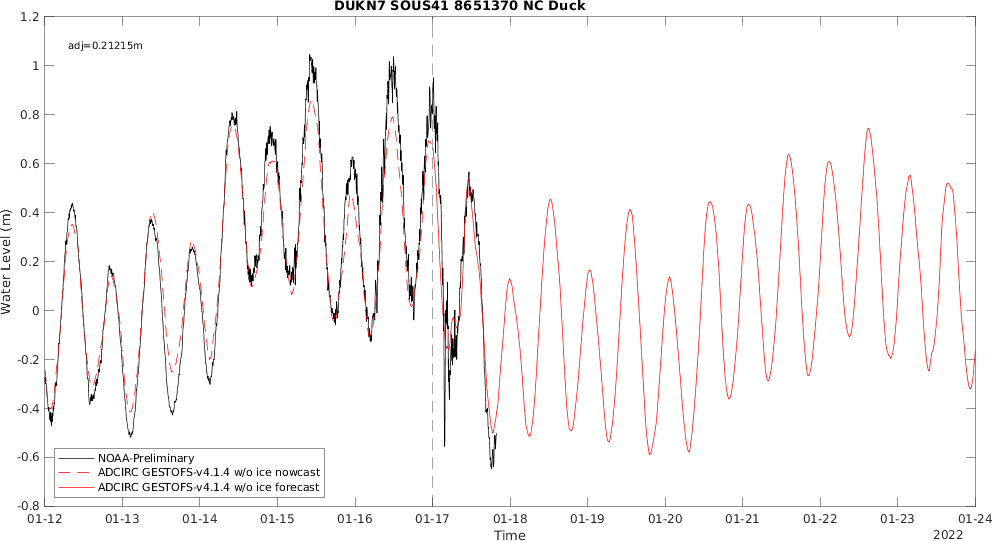 DUKN7 SOUS41 8651370 NC Duck
adj=0.21215m
1.2
1
0.8
0.6
0.4
0.2
0
-0.2
-0.4
-0.6
-0.8
Water Level (m)
NOAA-Preliminary
ADCIRC GESTOFS-v4.1.4 w/o ice nowcast
ADCIRC GESTOFS-v4.1.4 w/o ice forecast
01-12 01-13 01-14 01-15 01-16 01-17 01-18 01-19 01-20 01-21 01-22 01-23 01-24
Time
2022